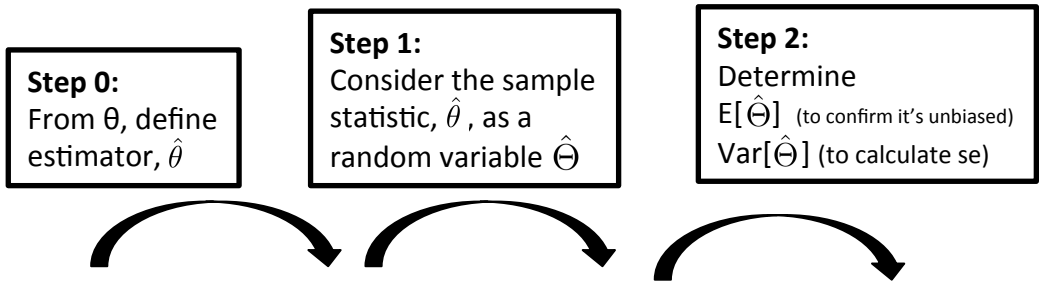 Step 0:
From θ, define
estimator, θ̂
Step 1:
Consider the sample
statistic, θ̂ , as a
random variable Θ̂
Step 2:
Determine
E[Θ̂] (to confirm it's unbiased)
Var[Θ̂] (to calculate se)